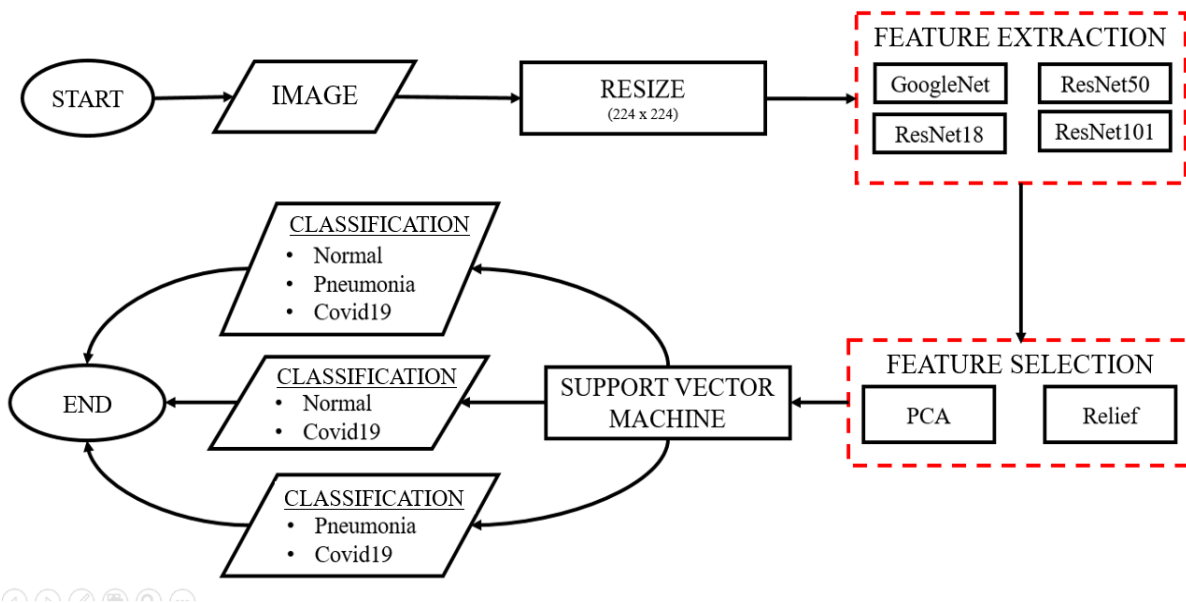 START
IMAGE
RESIZE
(224 x 224)
FEATURE EXTRACTION
GoogleNet
ResNet50
ResNet18
ResNet101
FEATURE SELECTION
PCA
Relief
SUPPORT VECTOR
MACHINE
CLASSIFICATION
• Normal
• Pneumonia
• Covid19
CLASSIFICATION
• Normal
• Covid19
CLASSIFICATION
• Pneumonia
• Covid19
END